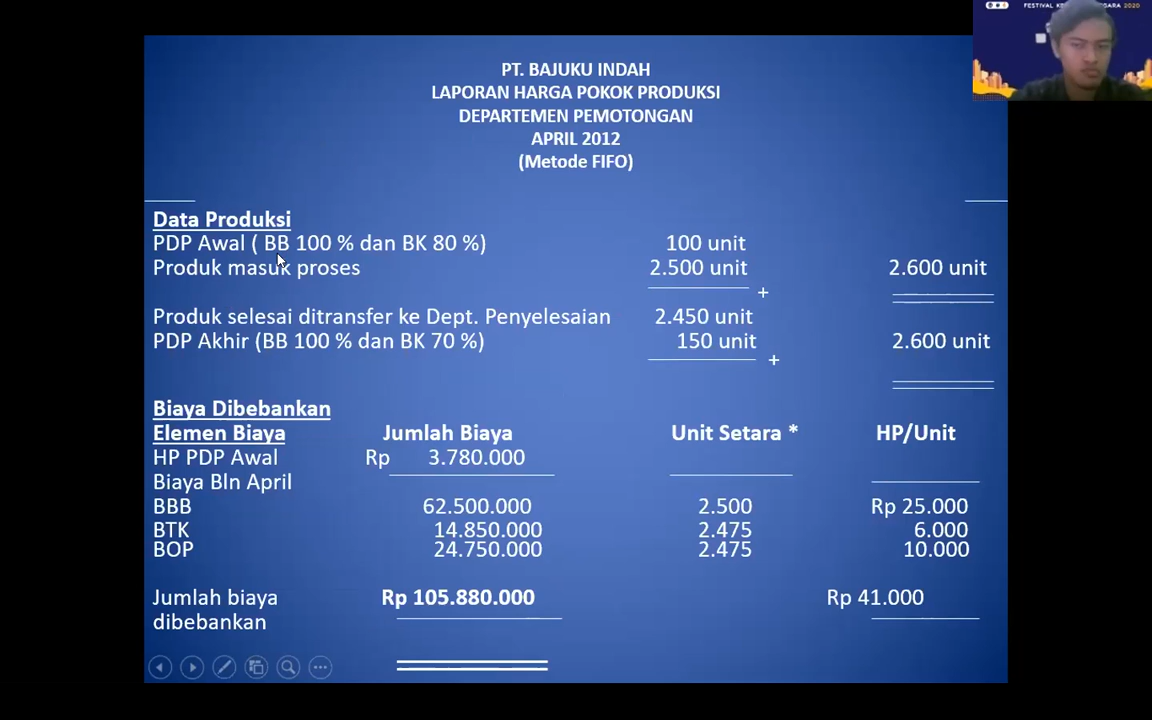 FESTIVAL KE ARA 2020
PT. BAJUKU INDAH
LAPORAN HARGA POKOK PRODUKSI
DEPARTEMEN PEMOTONGAN
APRIL 2012
(Metode FIFO)
Data Produksi
PDP Awal ( BB 100 % dan BK 80 %) 100 unit
Produk masuk proses 2.500 unit 2.600 unit
+
Produk selesai ditransfer ke Dept. Penyelesaian 2.450 unit
PDP Akhir (BB 100 % dan BK 70 %) 150 unit 2.600 unit
+
Biaya Dibebankan
Elemen Biaya Jumlah Biaya Unit Setara * HP/Unit
HP PDP Awal Rp 3.780.000
Biaya Bln April
BBB 62.500.000 2.500 Rp 25.000
BTK 14.850.000 2.475 6.000
BOP 24.750.000 2.475 10.000
Jumlah biaya Rp 105.880.000 Rp 41.000
dibebankan